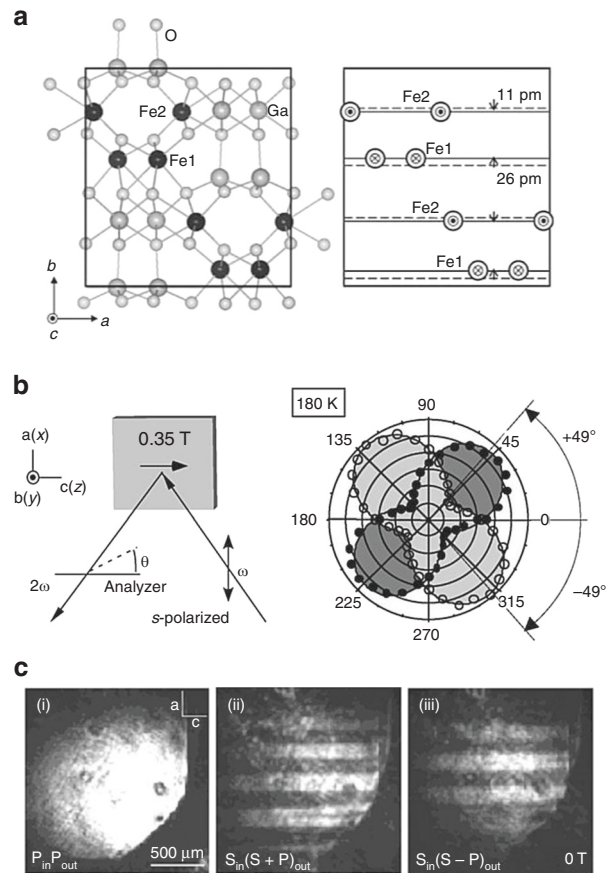 a
O
Fe2
Ga
Fe1
b
c
a
Fe2
11 pm
Fe1
26 pm
Fe2
Fe1
b
a(x)
b(y)
c(z)
0.35 T
2ω
θ
Analyzer
ω
s-polarized
180 K
90
135
45
+49°
180
0
225
315
–49°
270
c
(i)
a
c
PinPout
500 μm
(ii)
Sin(S + P)out
(iii)
Sin(S – P)out
0 T